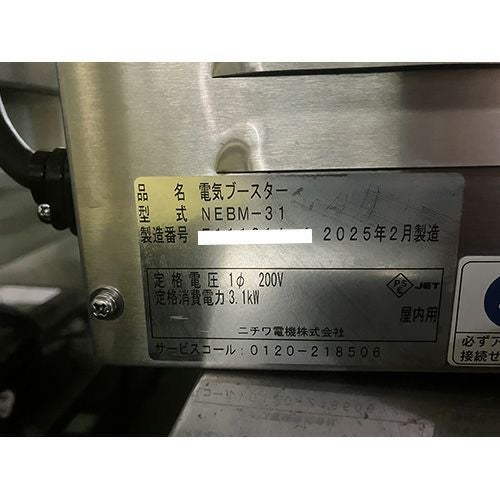 品名 電気ブースター
型式 NEBM-31
製造番号 2025年2月製造
定格電圧 1φ 200V
定格消費電力 3.1kW
PSE JET
屋内用
ニチワ電機株式会社
サービスコール:0120-218506
必ずア
接続せ